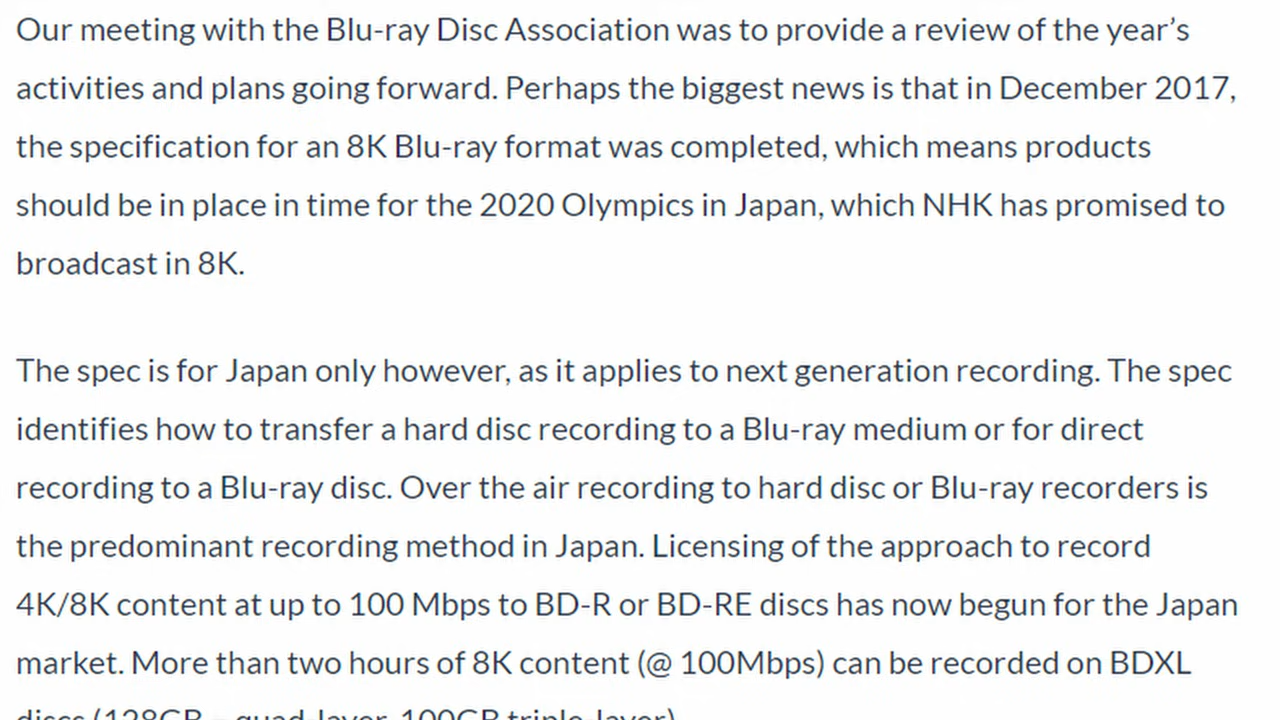 Our meeting with the Blu-ray Disc Association was to provide a review of the year’s
activities and plans going forward. Perhaps the biggest news is that in December 2017,
the specification for an 8K Blu-ray format was completed, which means products
should be in place in time for the 2020 Olympics in Japan, which NHK has promised to
broadcast in 8K.
The spec is for Japan only however, as it applies to next generation recording. The spec
identifies how to transfer a hard disc recording to a Blu-ray medium or for direct
recording to a Blu-ray disc. Over the air recording to hard disc or Blu-ray recorders is
the predominant recording method in Japan. Licensing of the approach to record
4K/8K content at up to 100 Mbps to BD-R or BD-RE discs has now begun for the Japan
market. More than two hours of 8K content (@ 100Mbps) can be recorded on BDXL
discs (128GB – quad-layer, 100GB triple-layer)